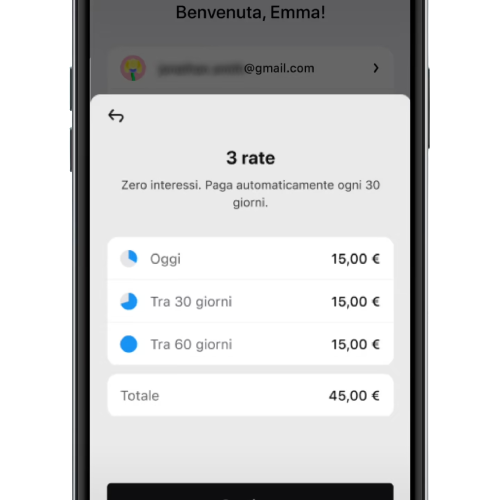 Benvenuta, Emma!
@gmail.com
3 rate
Zero interessi. Paga automaticamente ogni 30
giorni.
Oggi 15,00 €
Tra 30 giorni 15,00 €
Tra 60 giorni 15,00 €
Totale 45,00 €